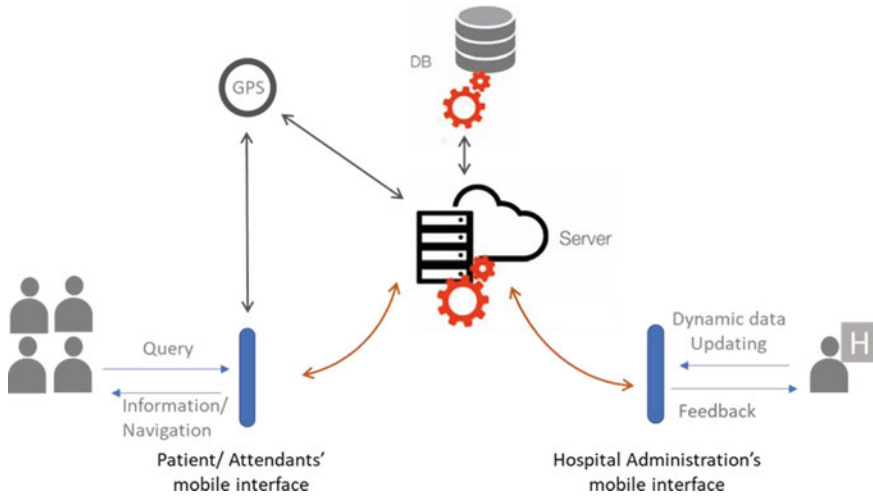 DB
GPS
Server
Query
Information/
Navigation
Dynamic data
Updating
H
Feedback
Patient/ Attendants'
mobile interface
Hospital Administration's
mobile interface